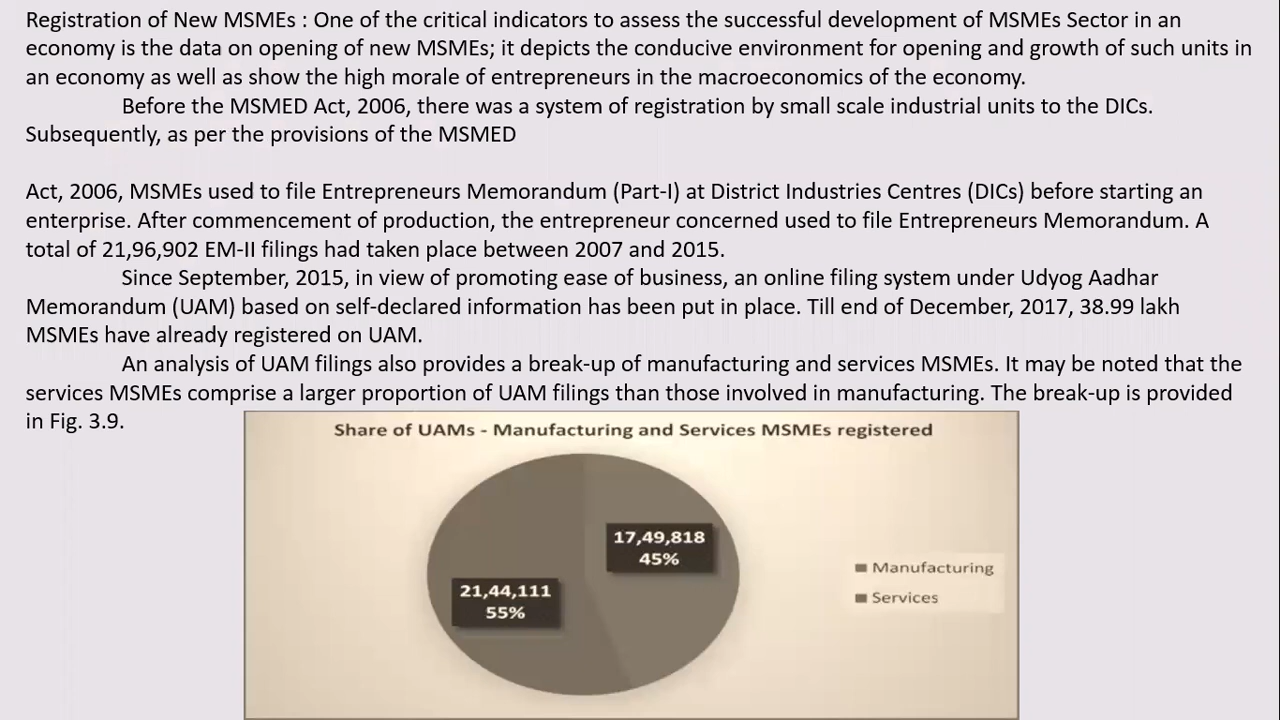 Registration of New MSMEs : One of the critical indicators to assess the successful development of MSMEs Sector in an
economy is the data on opening of new MSMEs; it depicts the conducive environment for opening and growth of such units in
an economy as well as show the high morale of entrepreneurs in the macroeconomics of the economy.
Before the MSMED Act, 2006, there was a system of registration by small scale industrial units to the DICs.
Subsequently, as per the provisions of the MSMED
Act, 2006, MSMEs used to file Entrepreneurs Memorandum (Part-I) at District Industries Centres (DICs) before starting an
enterprise. After commencement of production, the entrepreneur concerned used to file Entrepreneurs Memorandum. A
total of 21,96,902 EM-II filings had taken place between 2007 and 2015.
Since September, 2015, in view of promoting ease of business, an online filing system under Udyog Aadhar
Memorandum (UAM) based on self-declared information has been put in place. Till end of December, 2017, 38.99 lakh
MSMEs have already registered on UAM.
An analysis of UAM filings also provides a break-up of manufacturing and services MSMEs. It may be noted that the
services MSMEs comprise a larger proportion of UAM filings than those involved in manufacturing. The break-up is provided
in Fig. 3.9.
Share of UAMs - Manufacturing and Services MSMEs registered
17,49,818
45%
21,44,111
55%
Manufacturing
Services